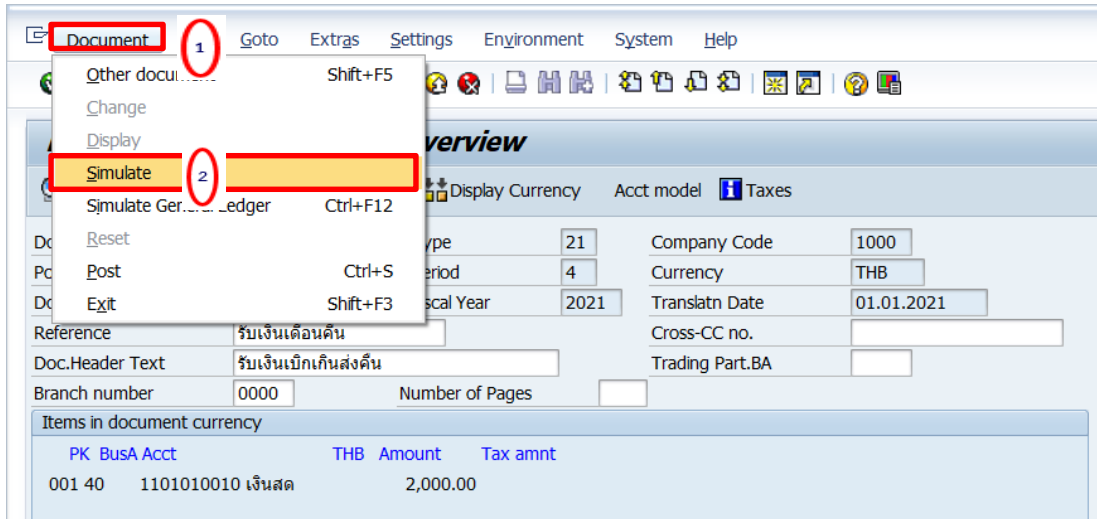 Document 1 Goto Extras Settings Environment System Help
Other document Shift+F5
Change
Display
verview
Simulate 2
Display Currency Acct model Taxes
Simulate General Ledger Ctrl+F12
Reset
Post Ctrl+S
Exit Shift+F3
Do ype 21 Company Code 1000
Po eriod 4 Currency THB
Do scal Year 2021 Translatn Date 01.01.2021
Reference รับเงินเดือนคืน Cross-CC no.
Doc.Header Text รับเงินเบิกเกินส่งคืน Trading Part.BA
Branch number 0000 Number of Pages
Items in document currency
PK BusA Acct THB Amount Tax amnt
001 40 1101010010 เงินสด 2,000.00